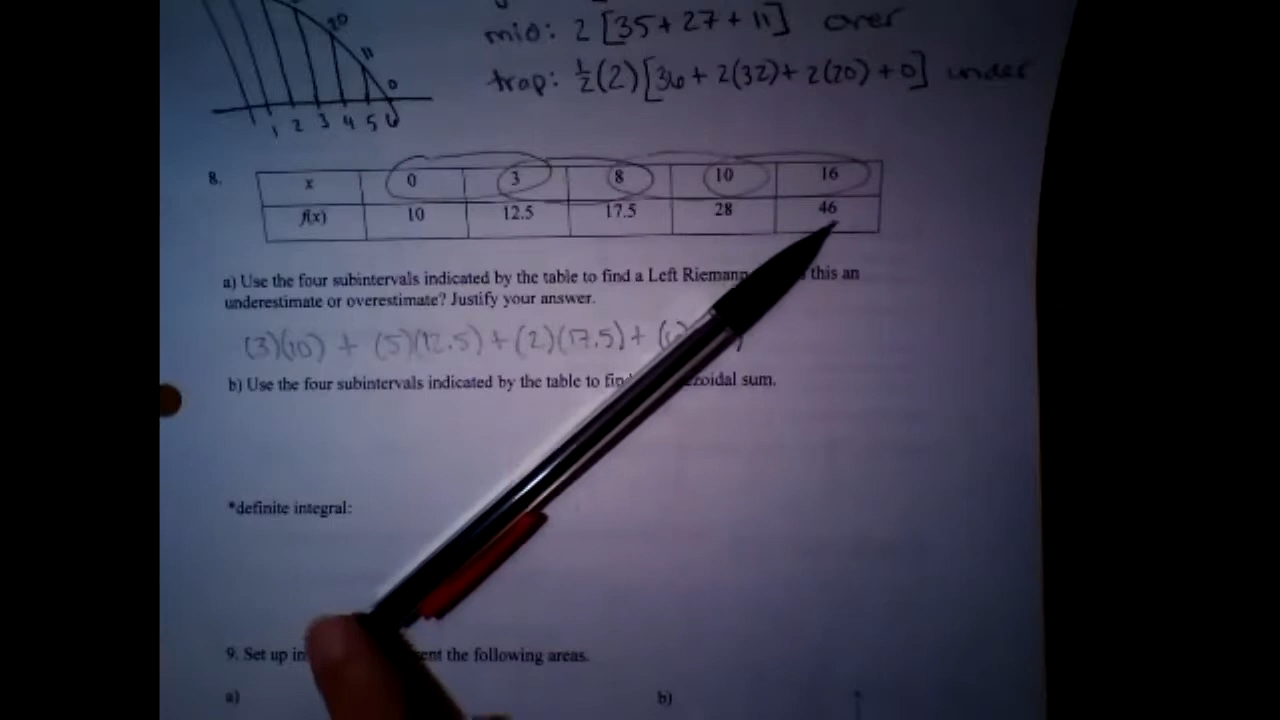 mid: 2 [35 + 27 + 11] over
20
11
trap: ½(2)[36 + 2(32) + 2(20) + 0] under
0
1 2 3 4 5 6
8.
x 0 3 8 10 16
f(x) 10 12.5 17.5 28 46
a) Use the four subintervals indicated by the table to find a Left Riemann this an
underestimate or overestimate? Justify your answer.
(3)(10) + (5)(12.5) + (2)(17.5) + (
b) Use the four subintervals indicated by the table to sum.
*definite integral:
9. Set up the following areas.
a) b)